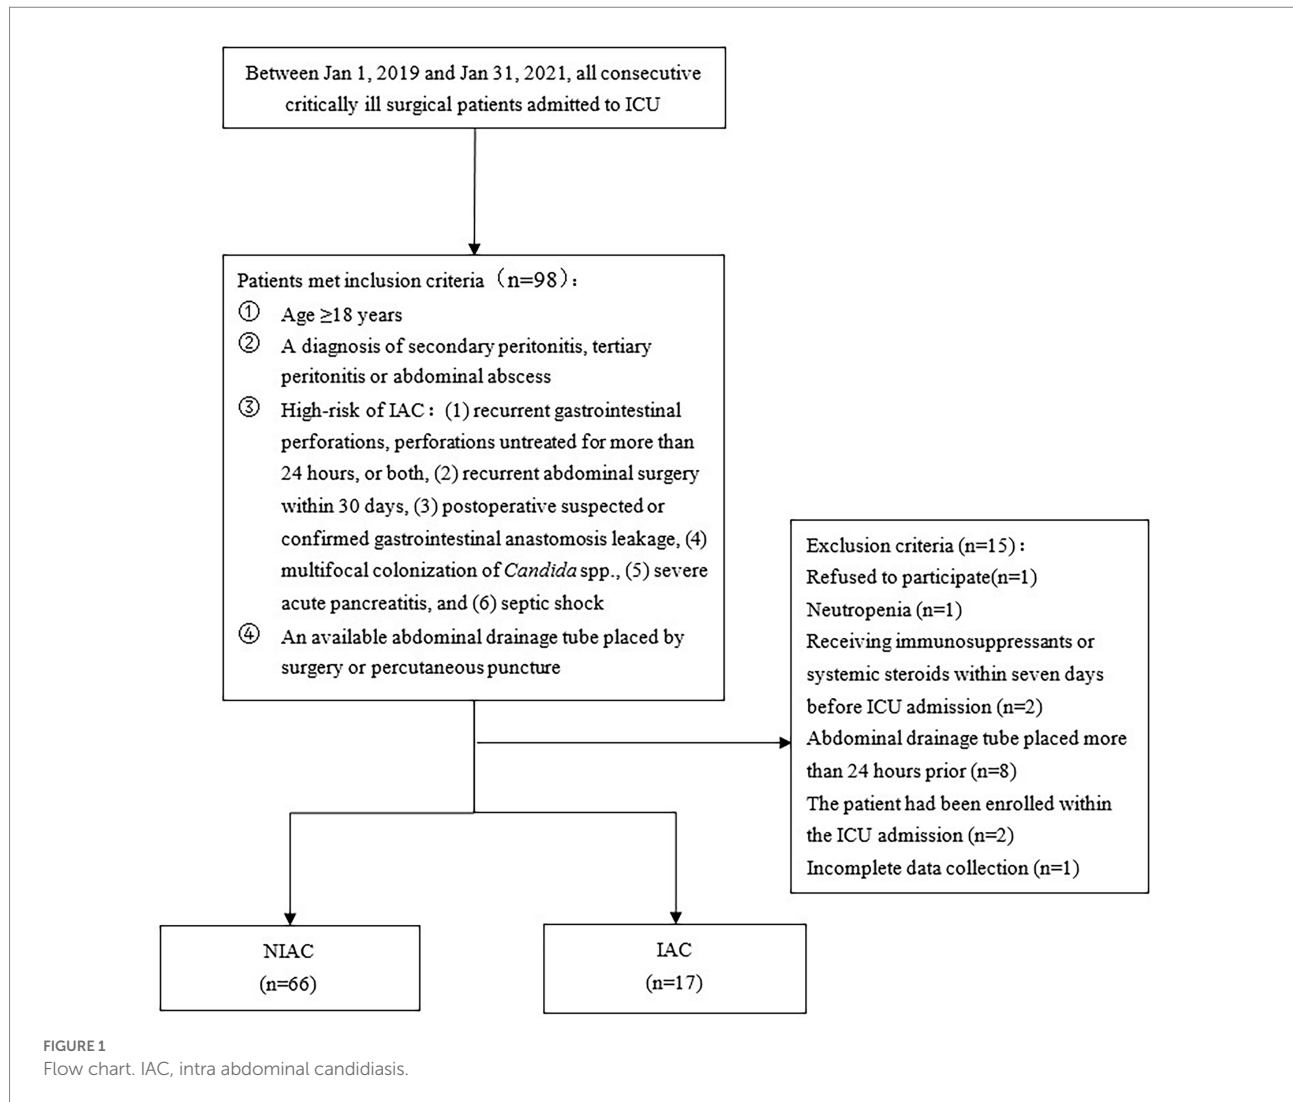 Between Jan 1, 2019 and Jan 31, 2021, all consecutive
critically ill surgical patients admitted to ICU
Patients met inclusion criteria（n=98）:
① Age ≥18 years
② A diagnosis of secondary peritonitis, tertiary
peritonitis or abdominal abscess
③ High-risk of IAC：(1) recurrent gastrointestinal
perforations, perforations untreated for more than
24 hours, or both, (2) recurrent abdominal surgery
within 30 days, (3) postoperative suspected or
confirmed gastrointestinal anastomosis leakage, (4)
multifocal colonization of Candida spp., (5) severe
acute pancreatitis, and (6) septic shock
④ An available abdominal drainage tube placed by
surgery or percutaneous puncture
Exclusion criteria (n=15)：
Refused to participate(n=1)
Neutropenia (n=1)
Receiving immunosuppressants or
systemic steroids within seven days
before ICU admission (n=2)
Abdominal drainage tube placed more
than 24 hours prior (n=8)
The patient had been enrolled within
the ICU admission (n=2)
Incomplete data collection (n=1)
NIAC
(n=66)
IAC
(n=17)
FIGURE 1
Flow chart. IAC, intra abdominal candidiasis.